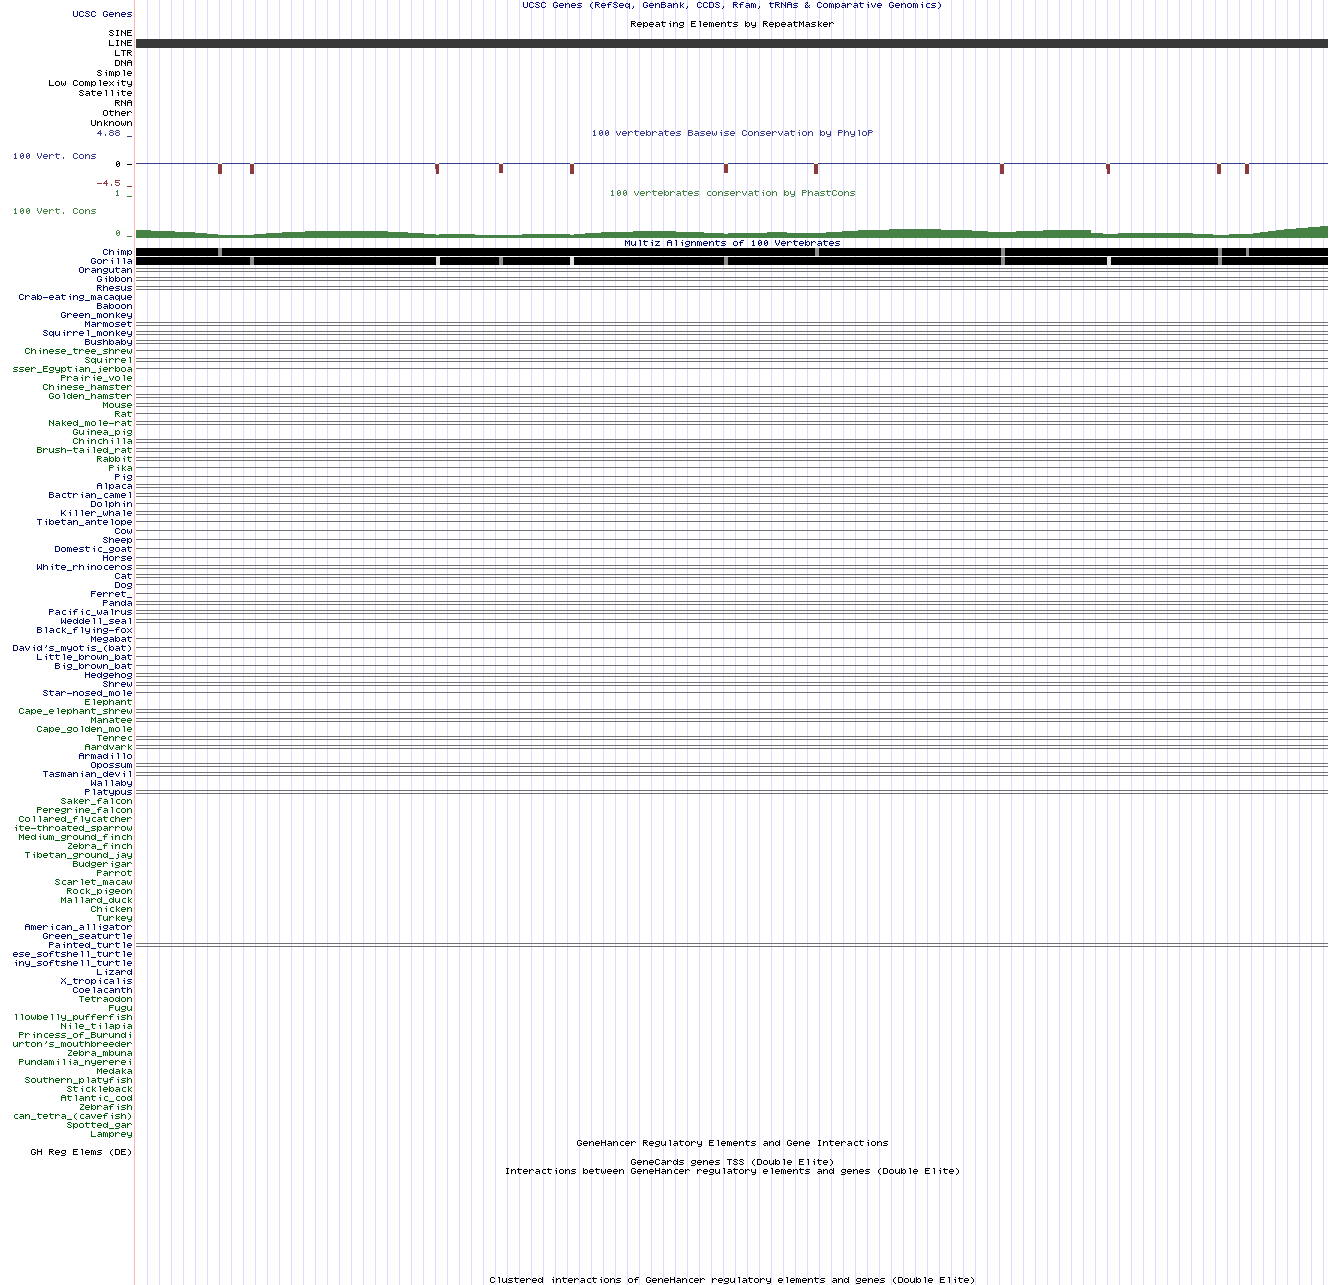 UCSC Genes (RefSeq, GenBank, CCDS, Rfam, tRNAs & Comparative Genomics)
UCSC Genes
Repeating Elements by RepeatMasker
SINE
LINE
LTR
DNA
Simple
Low Complexity
Satellite
RNA
Other
Unknown
4.88 _
100 vertebrates Basewise Conservation by PhyloP
100 Vert. Cons
0 -
-4.5 _
1 _
100 vertebrates conservation by PhastCons
100 Vert. Cons
0 _
Multiz Alignments of 100 Vertebrates
Chimp
Gorilla
Orangutan
Gibbon
Rhesus
Crab-eating_macaque
Baboon
Green_monkey
Marmoset
Squirrel_monkey
Bushbaby
Chinese_tree_shrew
Squirrel
sser_Egyptian_jerboa
Prairie_vole
Chinese_hamster
Golden_hamster
Mouse
Rat
Naked_mole-rat
Guinea_pig
Chinchilla
Brush-tailed_rat
Rabbit
Pika
Pig
Alpaca
Bactrian_camel
Dolphin
Killer_whale
Tibetan_antelope
Cow
Sheep
Domestic_goat
Horse
White_rhinoceros
Cat
Dog
Ferret_
Panda
Pacific_walrus
Weddell_seal
Black_flying-fox
Megabat
David's_myotis_(bat)
Little_brown_bat
Big_brown_bat
Hedgehog
Shrew
Star-nosed_mole
Elephant
Cape_elephant_shrew
Manatee
Cape_golden_mole
Tenrec
Aardvark
Armadillo
Opossum
Tasmanian_devil
Wallaby
Platypus
Saker_falcon
Peregrine_falcon
Collared_flycatcher
ite-throated_sparrow
Medium_ground_finch
Zebra_finch
Tibetan_ground_jay
Budgerigar
Parrot
Scarlet_macaw
Rock_pigeon
Mallard_duck
Chicken
Turkey
American_alligator
Green_seaturtle
Painted_turtle
ese_softshell_turtle
iny_softshell_turtle
Lizard
X_tropicalis
Coelacanth
Tetraodon
Fugu
llowbelly_pufferfish
Nile_tilapia
Princess_of_Burundi
urton's_mouthbreeder
Zebra_mbuna
Pundamilia_nyererei
Medaka
Southern_platyfish
Stickleback
Atlantic_cod
Zebrafish
can_tetra_(cavefish)
Spotted_gar
Lamprey
GeneHancer Regulatory Elements and Gene Interactions
GH Reg Elems (DE)
GeneCards genes TSS (Double Elite)
Interactions between GeneHancer regulatory elements and genes (Double Elite)
Clustered interactions of GeneHancer regulatory elements and genes (Double Elite)